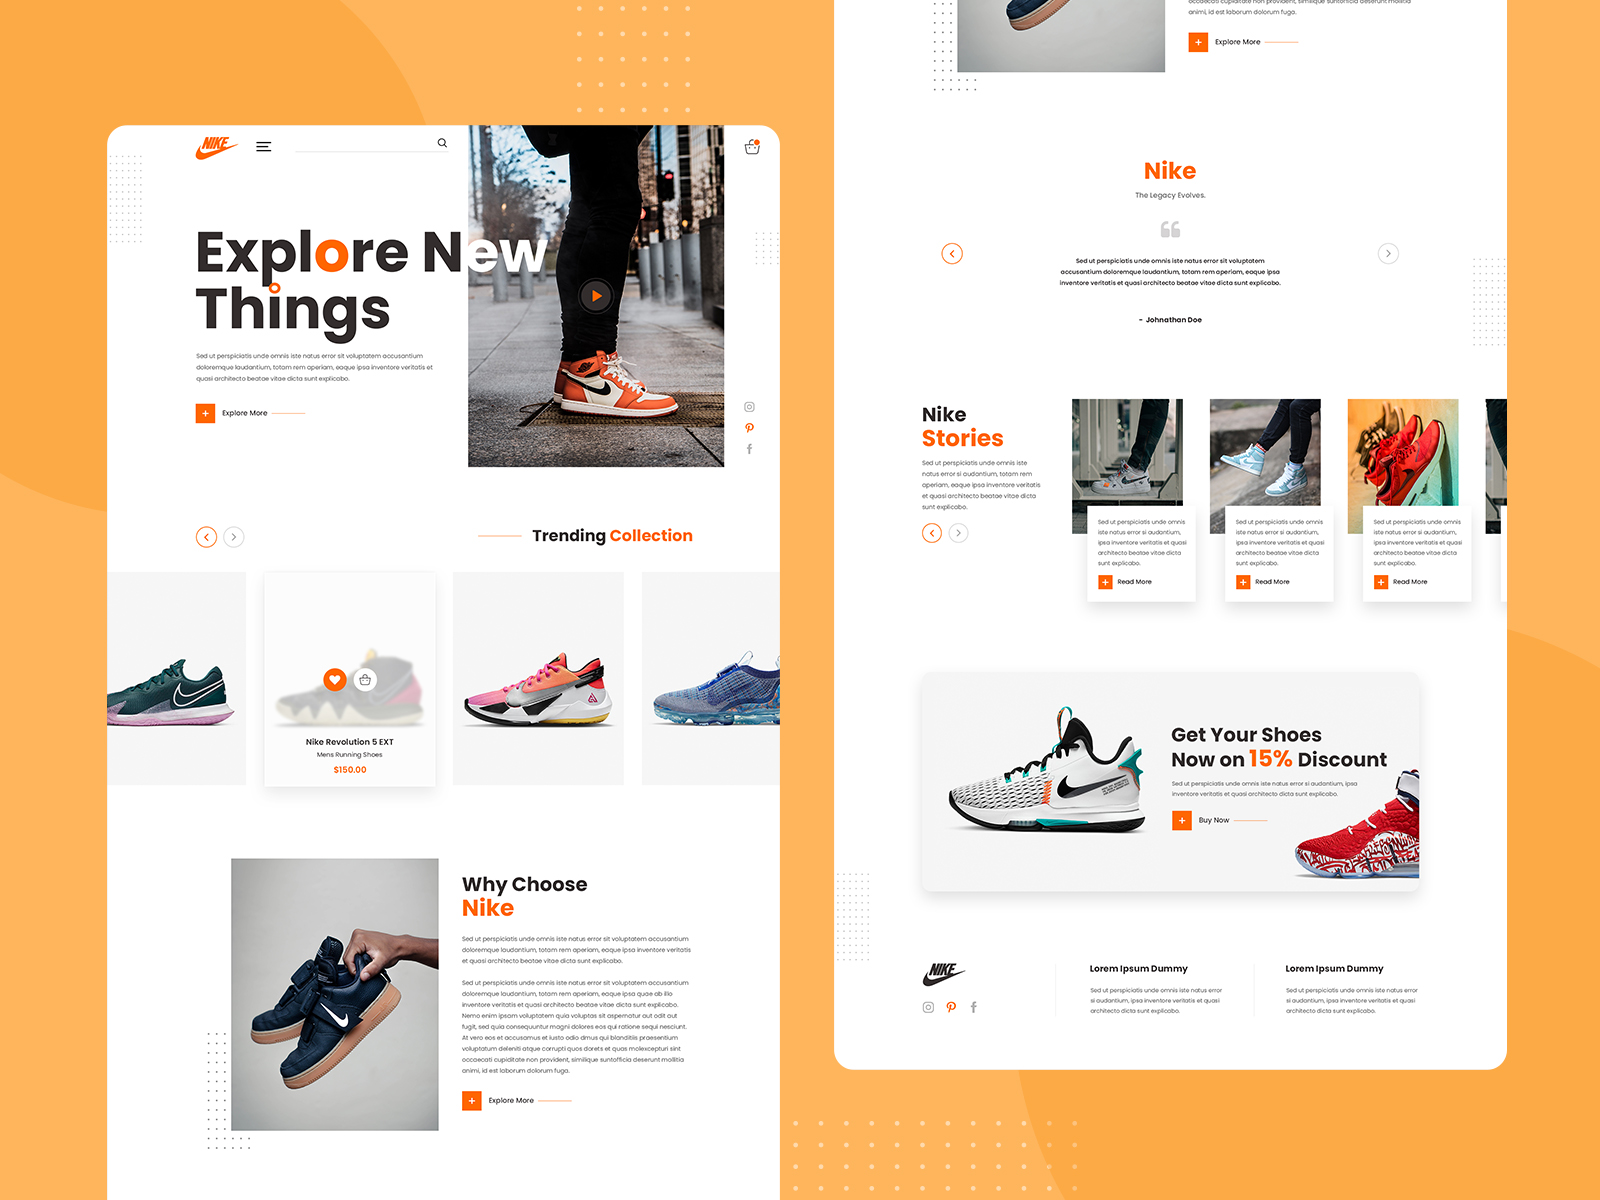 NIKE
Explore New
Things
Sed ut perspiciatis unde omnis iste natus error sit voluptatem accusantium
doloremque laudantium, totam rem aperiam, eaque ipsa inventore veritatis et
quasi architecto beatae vitae dicta sunt explicabo.
Explore More
Trending Collection
Nike Revolution 5 EXT
Mens Running Shoes
$150.00
Why Choose
Nike
Sed ut perspiciatis unde omnis iste natus error sit voluptatem accusantium
doloremque laudantium, totam rem aperiam, eaque ipsa inventore veritatis
et quasi architecto beatae vitae dicta sunt explicabo.
Sed ut perspiciatis unde omnis iste natus error sit voluptatem accusantium
doloremque laudantium, totam rem aperiam, eaque ipsa quae ab illo
inventore veritatis et quasi architecto beatae vitae dicta sunt explicabo.
Nemo enim ipsam voluptatem quia voluptas sit aspernatur aut odit aut
fugit, sed quia consequuntur magni dolores eos qui ratione sequi nesciunt.
At vero eos et accusamus et iusto odio dmus qui blanditiis praesentium
voluptatum deleniti atque corrupti quos dorets et quas molexcepturi sint
occaecati cupiditate non provident, similique suntofficia deserunt mollitia
animi, id est laborum dolorum fuga.
Explore More
occaecati cupiditate non provident, similique suntofficia deserunt mollitia
animi, id est laborum dolorum fuga.
Explore More
Nike
The Legacy Evolves.
Sed ut perspiciatis unde omnis iste natus error sit voluptatem
accusantium doloremque laudantium, totam rem aperiam, eaque ipsa
inventore veritatis et quasi architecto beatae vitae dicta sunt explicabo.
- Johnathan Doe
Nike
Stories
Sed ut perspiciatis unde omnis iste
natus error si audantium, totam rem
aperiam, eaque ipsa inventore veritatis
et quasi architecto beatae vitae dicta
sunt explicabo.
Sed ut perspiciatis unde omnis
iste natus error si audantium,
ipsa inventore veritatis et quasi
architecto beatae vitae dicta
sunt explicabo.
Read More
Sed ut perspiciatis unde omnis
iste natus error si audantium,
ipsa inventore veritatis et quasi
architecto beatae vitae dicta
sunt explicabo.
Read More
Sed ut perspiciatis unde omnis
iste natus error si audantium,
ipsa inventore veritatis et quasi
architecto beatae vitae dicta
sunt explicabo.
Read More
Get Your Shoes
Now on 15% Discount
Sed ut perspiciatis unde omnis iste natus error si audantium, ipsa
inventore veritatis et quasi architecto dicta sunt explicabo.
Buy Now
NIKE
Lorem Ipsum Dummy
Sed ut perspiciatis unde omnis iste natus error
si audantium, ipsa inventore veritatis et quasi
architecto dicta sunt explicabo.
Lorem Ipsum Dummy
Sed ut perspiciatis unde omnis iste natus error
si audantium, ipsa inventore veritatis et quasi
architecto dicta sunt explicabo.